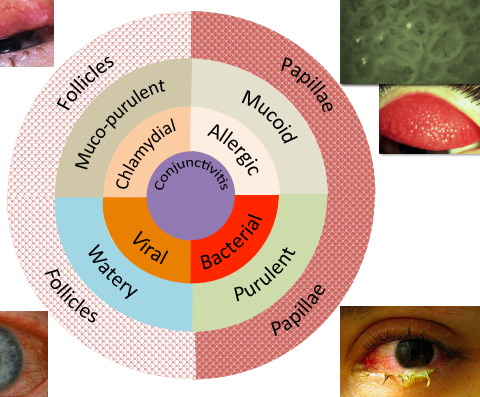 Follicles
Papillae
Muco-purulent
Mucoid
Chlamydial
Allergic
Conjunctivitis
Viral
Bacterial
Watery
Purulent
Follicles
Papillae